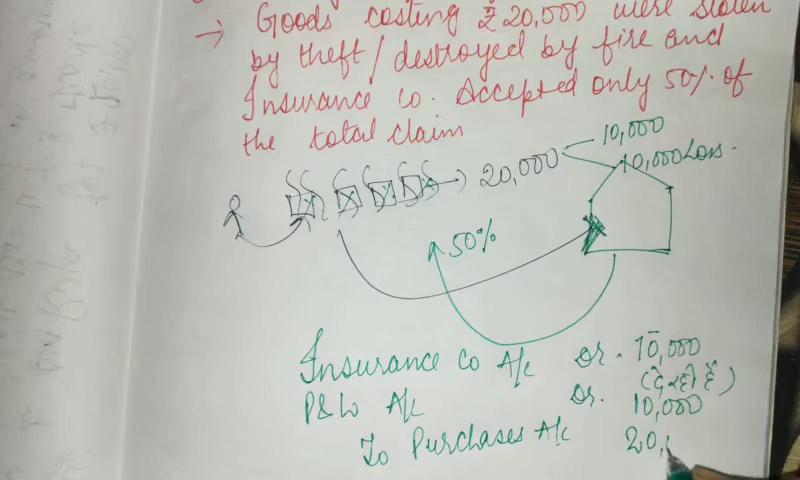 → Goods costing ₹ 20,000 were stolen
by theft / destroyed by fire and
Insurance Co. Accepted only 50% of
the total claim
10,000
20,000
10,000 Loss.
50%
Insurance Co A/c Dr. 10,000
(दे रही है)
P&L A/c Dr. 10,000
To Purchases A/c 20,